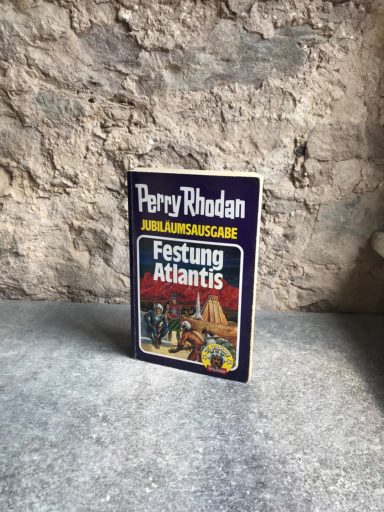 Perry Rhodan
JUBILÄUMSAUSGABE
Festung
Atlantis